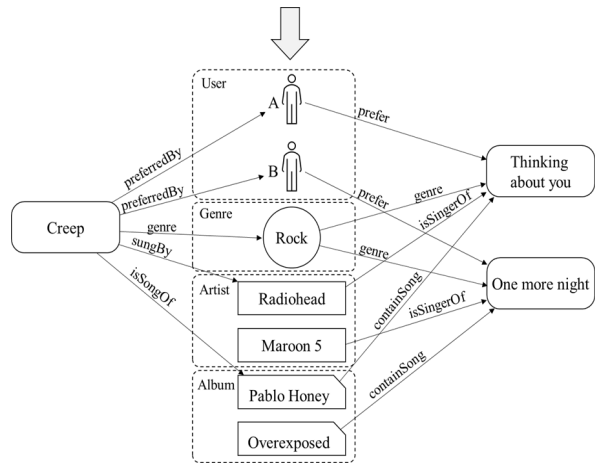 User
A
prefer
preferredBy
B
Thinking
about you
preferredBy
prefer
genre
Genre
isSingerOf
Creep
genre
Rock
sungBy
genre
isSongOf
Artist
Radiohead
containSong
One more night
isSingerOf
Maroon 5
containSong
Album
Pablo Honey
Overexposed